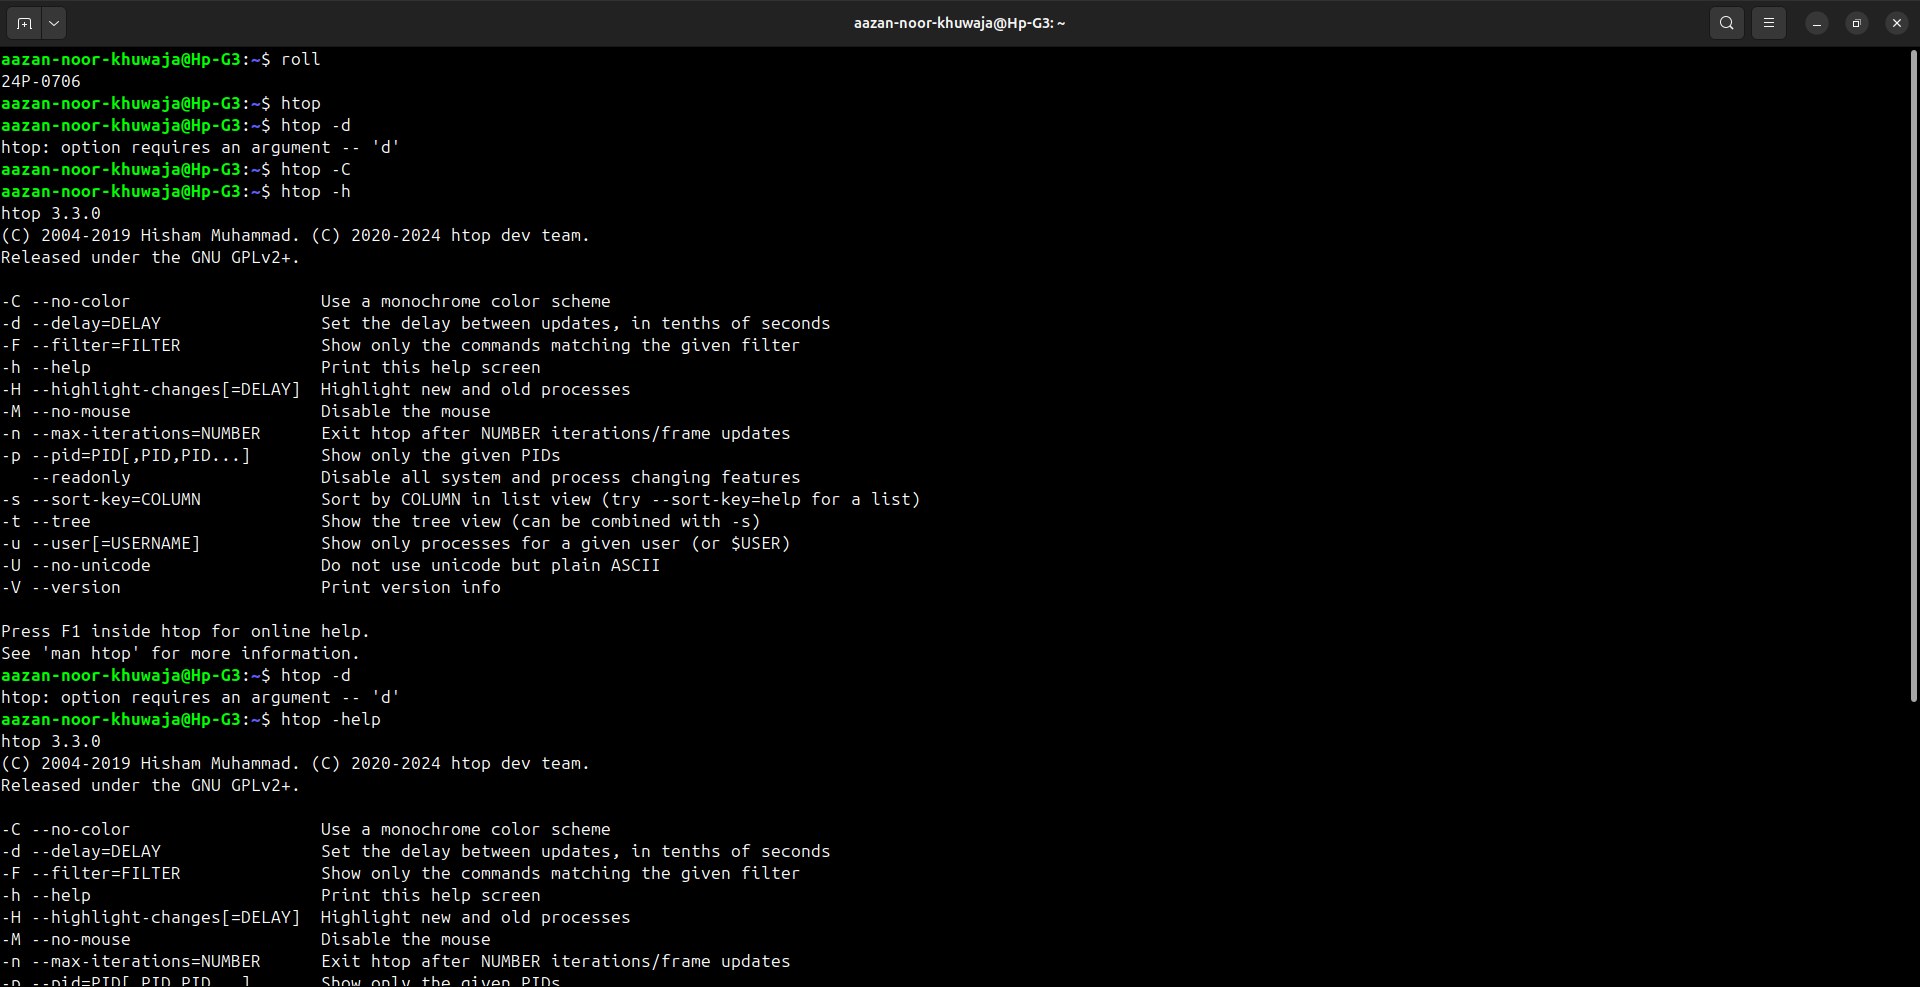 aazan-noor-khuwaja@Hp-G3: ~
aazan-noor-khuwaja@Hp-G3:~$ roll
24P-0706
aazan-noor-khuwaja@Hp-G3:~$ htop
aazan-noor-khuwaja@Hp-G3:~$ htop -d
htop: option requires an argument -- 'd'
aazan-noor-khuwaja@Hp-G3:~$ htop -C
aazan-noor-khuwaja@Hp-G3:~$ htop -h
htop 3.3.0
(C) 2004-2019 Hisham Muhammad. (C) 2020-2024 htop dev team.
Released under the GNU GPLv2+.

-C --no-color                   Use a monochrome color scheme
-d --delay=DELAY                Set the delay between updates, in tenths of seconds
-F --filter=FILTER              Show only the commands matching the given filter
-h --help                       Print this help screen
-H --highlight-changes[=DELAY]  Highlight new and old processes
-M --no-mouse                   Disable the mouse
-n --max-iterations=NUMBER      Exit htop after NUMBER iterations/frame updates
-p --pid=PID[,PID,PID...]       Show only the given PIDs
   --readonly                   Disable all system and process changing features
-s --sort-key=COLUMN            Sort by COLUMN in list view (try --sort-key=help for a list)
-t --tree                       Show the tree view (can be combined with -s)
-u --user[=USERNAME]            Show only processes for a given user (or $USER)
-U --no-unicode                 Do not use unicode but plain ASCII
-V --version                    Print version info

Press F1 inside htop for online help.
See 'man htop' for more information.
aazan-noor-khuwaja@Hp-G3:~$ htop -d
htop: option requires an argument -- 'd'
aazan-noor-khuwaja@Hp-G3:~$ htop -help
htop 3.3.0
(C) 2004-2019 Hisham Muhammad. (C) 2020-2024 htop dev team.
Released under the GNU GPLv2+.

-C --no-color                   Use a monochrome color scheme
-d --delay=DELAY                Set the delay between updates, in tenths of seconds
-F --filter=FILTER              Show only the commands matching the given filter
-h --help                       Print this help screen
-H --highlight-changes[=DELAY]  Highlight new and old processes
-M --no-mouse                   Disable the mouse
-n --max-iterations=NUMBER      Exit htop after NUMBER iterations/frame updates
-p --pid=PID[,PID,PID...]       Show only the given PIDs